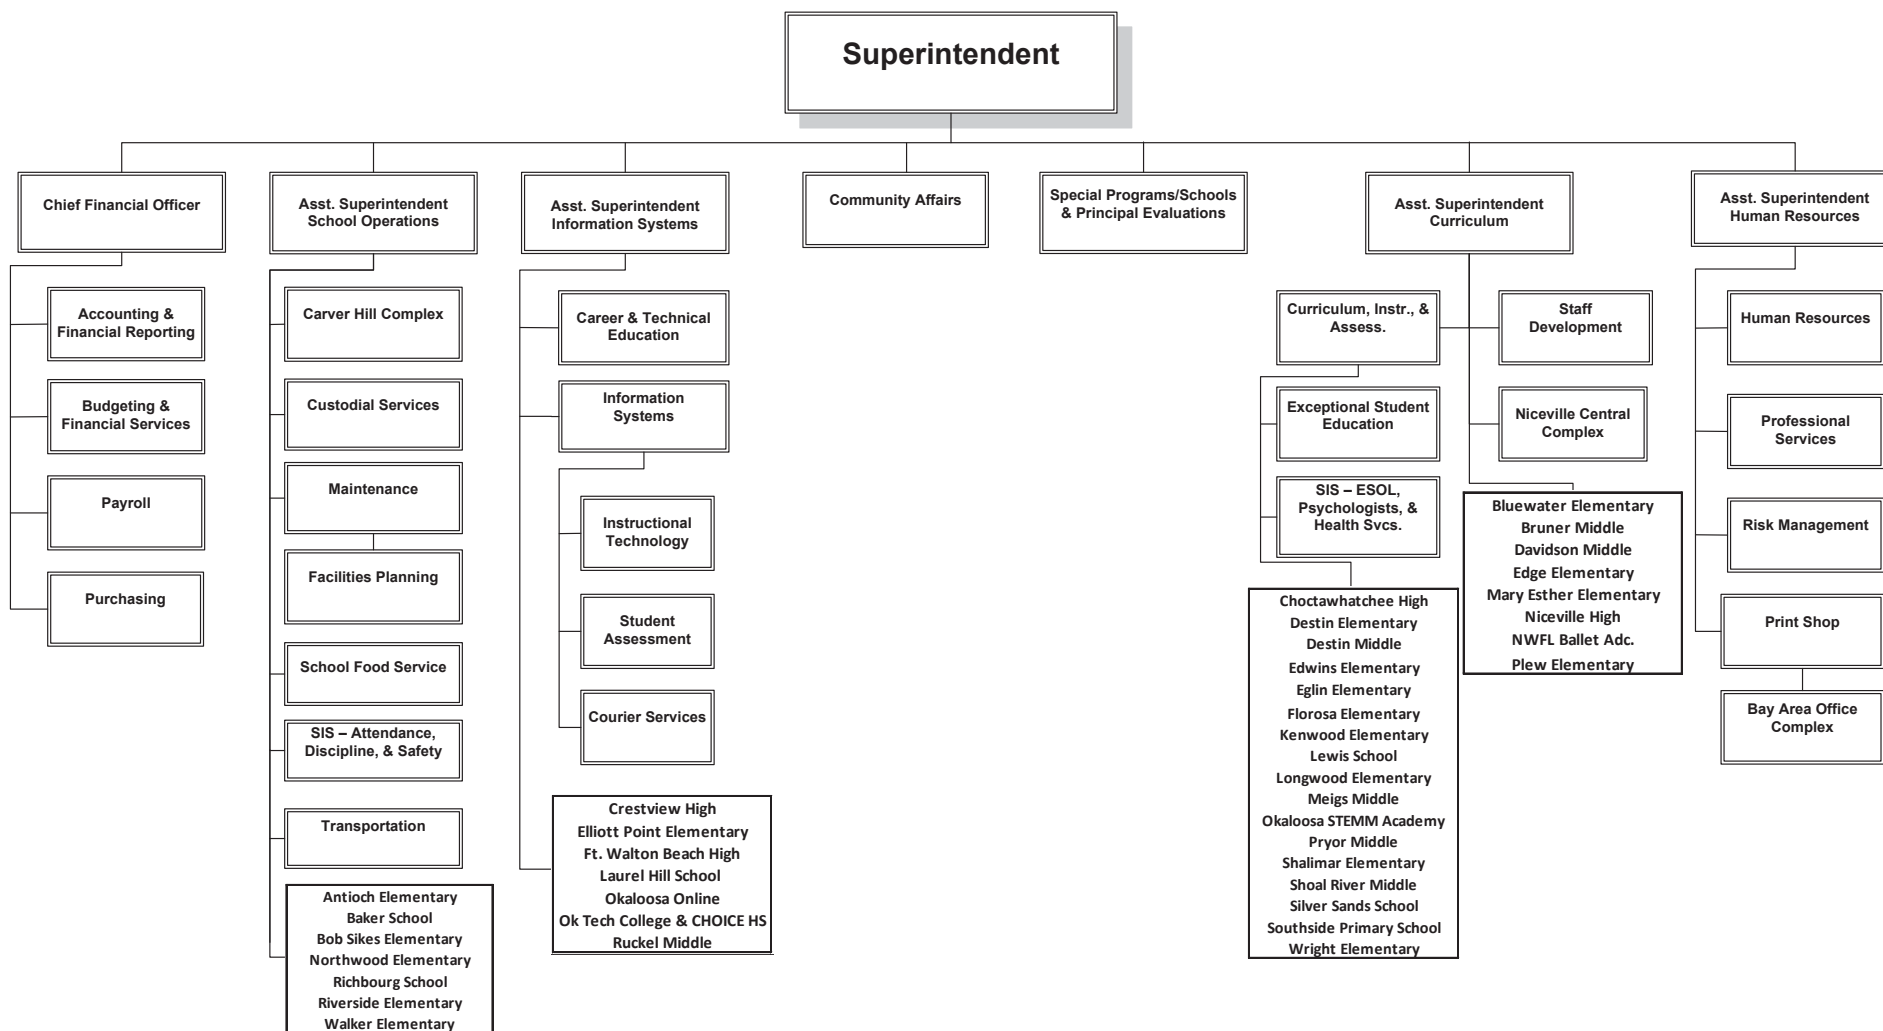 Superintendent
Chief Financial Officer
Accounting &
Financial Reporting
Budgeting &
Financial Services
Payroll
Purchasing
Asst. Superintendent
School Operations
Carver Hill Complex
Custodial Services
Maintenance
Facilities Planning
School Food Service
SIS – Attendance,
Discipline, & Safety
Transportation
Antioch Elementary
Baker School
Bob Sikes Elementary
Northwood Elementary
Richbourg School
Riverside Elementary
Walker Elementary
Asst. Superintendent
Information Systems
Career & Technical
Education
Information
Systems
Instructional
Technology
Student
Assessment
Courier Services
Crestview High
Elliott Point Elementary
Ft. Walton Beach High
Laurel Hill School
Okaloosa Online
Ok Tech College & CHOICE HS
Ruckel Middle
Community Affairs
Special Programs/Schools
& Principal Evaluations
Asst. Superintendent
Curriculum
Curriculum, Instr., &
Assess.
Exceptional Student
Education
SIS – ESOL,
Psychologists, &
Health Svcs.
Choctawhatchee High
Destin Elementary
Destin Middle
Edwins Elementary
Eglin Elementary
Florosa Elementary
Kenwood Elementary
Lewis School
Longwood Elementary
Meigs Middle
Okaloosa STEMM Academy
Pryor Middle
Shalimar Elementary
Shoal River Middle
Silver Sands School
Southside Primary School
Wright Elementary
Staff
Development
Niceville Central
Complex
Bluewater Elementary
Bruner Middle
Davidson Middle
Edge Elementary
Mary Esther Elementary
Niceville High
NWFL Ballet Adc.
Plew Elementary
Asst. Superintendent
Human Resources
Human Resources
Professional
Services
Risk Management
Print Shop
Bay Area Office
Complex